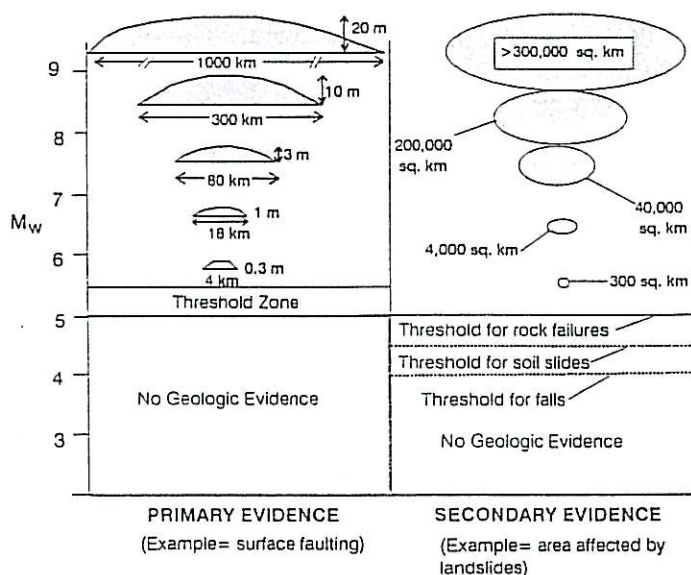 20 m
1000 km
10 m
300 km
3 m
80 km
1 m
18 km
0.3 m
4 km
Threshold Zone
No Geologic Evidence
9
8
7
Mw
6
5
4
3
PRIMARY EVIDENCE
(Example= surface faulting)
>300,000 sq. km
200,000
sq. km
40,000
sq. km
4,000 sq. km
300 sq. km
Threshold for rock failures
Threshold for soil slides
Threshold for falls
No Geologic Evidence
SECONDARY EVIDENCE
(Example= area affected by
landslides)